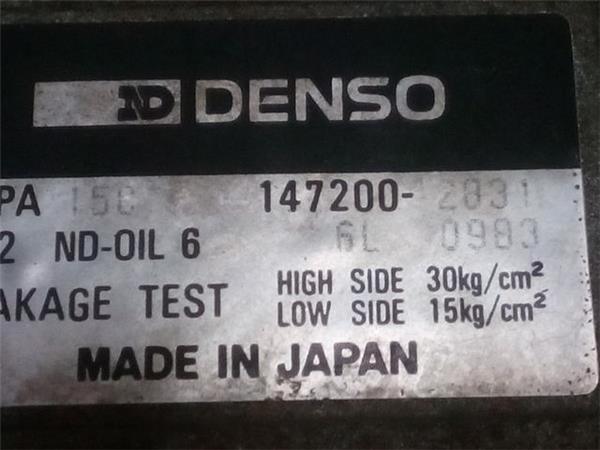 ND DENSO
PA 15C 147200-2831
2 ND-OIL 6 6L 0983
AKAGE TEST HIGH SIDE 30kg/cm²
LOW SIDE 15kg/cm²
MADE IN JAPAN